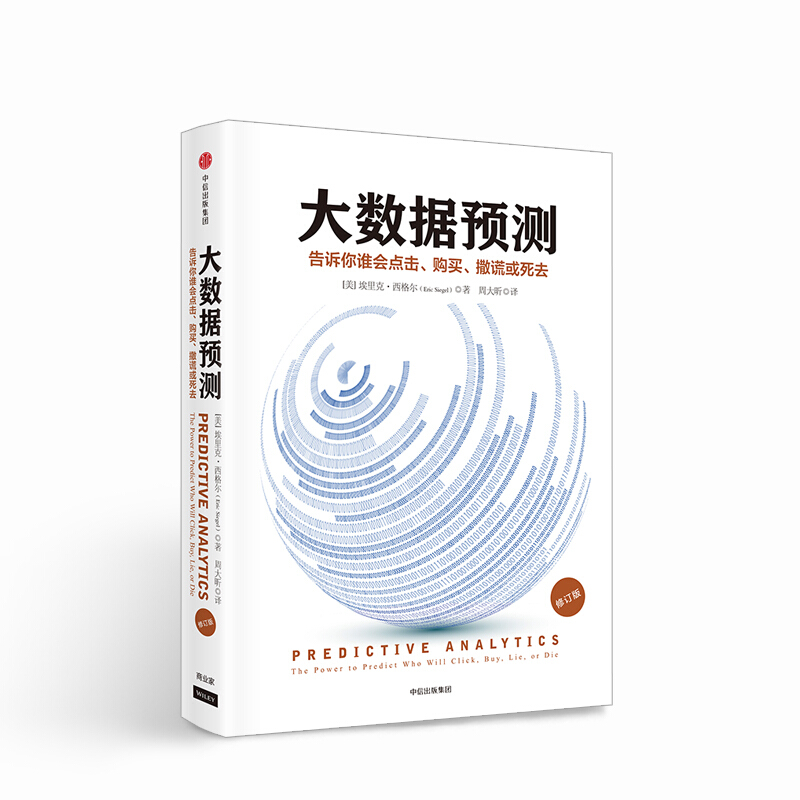 中信出版集团
大数据预测
告诉你谁会点击、购买、撒谎或死去
PREDICTIVE ANALYTICS
The Power to Predict Who Will Click, Buy, Lie, or Die
[美]埃里克·西格尔(Eric Siegel)◎著 周大昕◎译
修订版
商业家
WILEY
大数据预测
告诉你谁会点击、购买、撒谎或死去
[美]埃里克·西格尔(Eric Siegel)◎著 周大昕◎译
修订版
PREDICTIVE ANALYTICS
The Power to Predict Who Will Click, Buy, Lie, or Die
中信出版集团